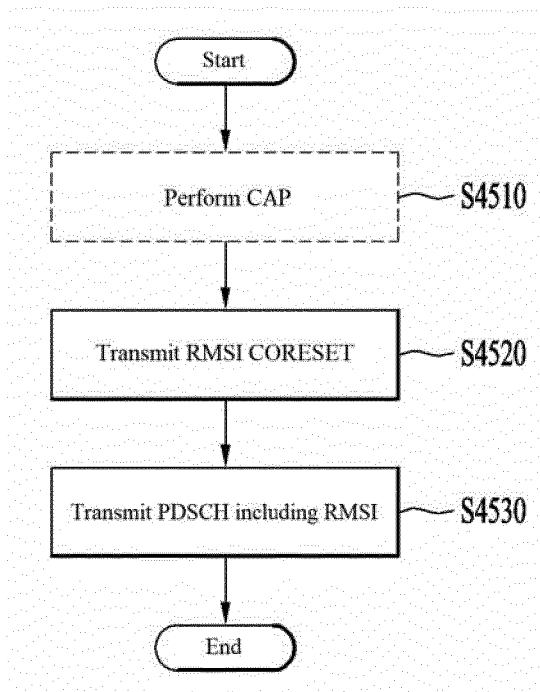 Start
Perform CAP
S4510
Transmit RMSI CORESET
S4520
Transmit PDSCH including RMSI
S4530
End